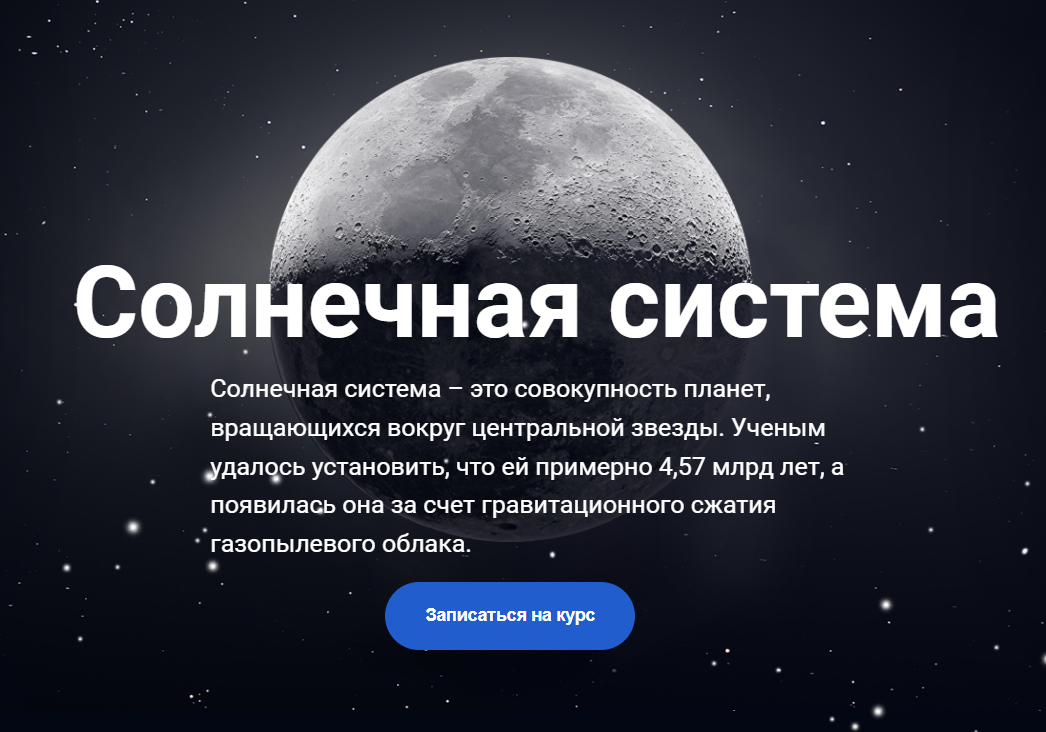 Солнечная система
Солнечная система – это совокупность планет,
вращающихся вокруг центральной звезды. Ученым
удалось установить, что ей примерно 4,57 млрд лет, а
появилась она за счет гравитационного сжатия
газопылевого облака.
Записаться на курс